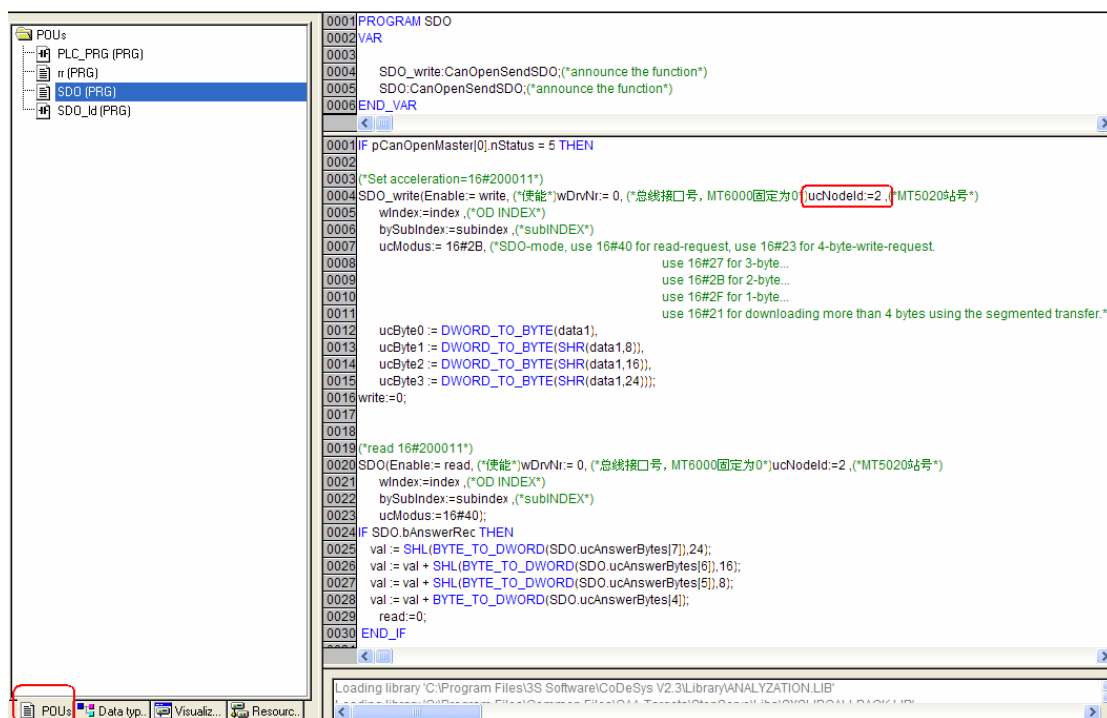 POUs
PLC_PRG (PRG)
rr (PRG)
SDO (PRG)
SDO_ld (PRG)
0001 PROGRAM SDO
0002 VAR
0003
0004 SDO_write:CanOpenSendSDO;(*announce the function*)
0005 SDO:CanOpenSendSDO;(*announce the function*)
0006 END_VAR
0001 IF pCanOpenMaster[0].nStatus = 5 THEN
0002
0003 (*Set acceleration=16#200011*)
0004 SDO_write(Enable:= write, (*使能*)wDrvNr:= 0, (*总线接口号，MT6000固定为0*)ucNodeId:=2 ,(*MT5020站号*)
0005 wIndex:=index ,(*OD INDEX*)
0006 bySubIndex:=subindex ,(*subINDEX*)
0007 ucModus:= 16#2B, (*SDO-mode, use 16#40 for read-request, use 16#23 for 4-byte-write-request.
0008 use 16#27 for 3-byte...
0009 use 16#2B for 2-byte...
0010 use 16#2F for 1-byte...
0011 use 16#21 for downloading more than 4 bytes using the segmented transfer.*
0012 ucByte0 := DWORD_TO_BYTE(data1),
0013 ucByte1 := DWORD_TO_BYTE(SHR(data1,8)),
0014 ucByte2 := DWORD_TO_BYTE(SHR(data1,16)),
0015 ucByte3 := DWORD_TO_BYTE(SHR(data1,24)));
0016 write:=0;
0017
0018
0019 (*read 16#200011*)
0020 SDO(Enable:= read, (*使能*)wDrvNr:= 0, (*总线接口号，MT6000固定为0*)ucNodeId:=2 ,(*MT5020站号*)
0021 wIndex:=index ,(*OD INDEX*)
0022 bySubIndex:=subindex ,(*subINDEX*)
0023 ucModus:=16#40);
0024 IF SDO.bAnswerRec THEN
0025 val := SHL(BYTE_TO_DWORD(SDO.ucAnswerBytes[7]),24);
0026 val := val + SHL(BYTE_TO_DWORD(SDO.ucAnswerBytes[6]),16);
0027 val := val + SHL(BYTE_TO_DWORD(SDO.ucAnswerBytes[5]),8);
0028 val := val + BYTE_TO_DWORD(SDO.ucAnswerBytes[4]);
0029 read:=0;
0030 END_IF
Loading library 'C:\Program Files\3S Software\CoDeSys V2.3\Library\ANALYZATION.LIB'
POUs Data typ.. Visualiz... Resourc..